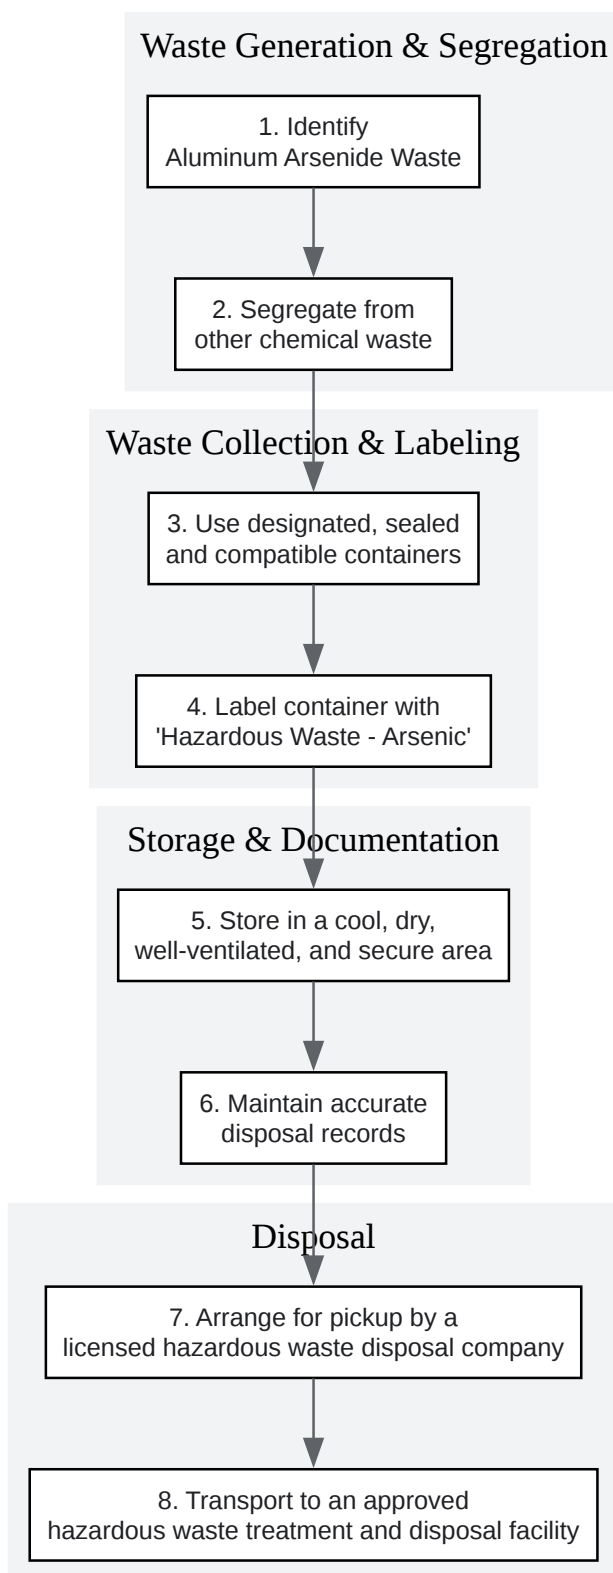 Waste Generation & Segregation
1. Identify
Aluminum Arsenide Waste
2. Segregate from
other chemical waste
Waste Collection & Labeling
3. Use designated, sealed
and compatible containers
4. Label container with
'Hazardous Waste - Arsenic'
Storage & Documentation
5. Store in a cool, dry,
well-ventilated, and secure area
6. Maintain accurate
disposal records
Disposal
7. Arrange for pickup by a
licensed hazardous waste disposal company
8. Transport to an approved
hazardous waste treatment and disposal facility